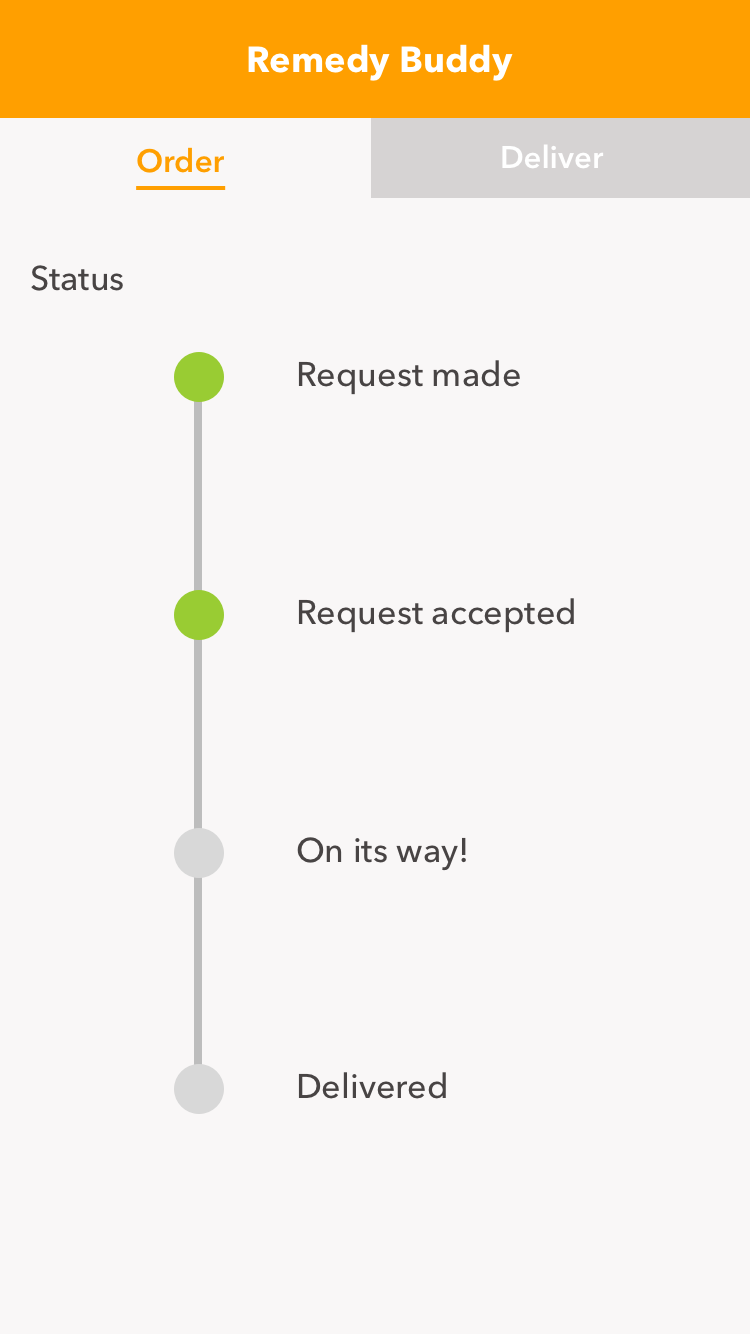 Remedy Buddy
Order
Deliver
Status
Request made
Request accepted
On its way!
Delivered